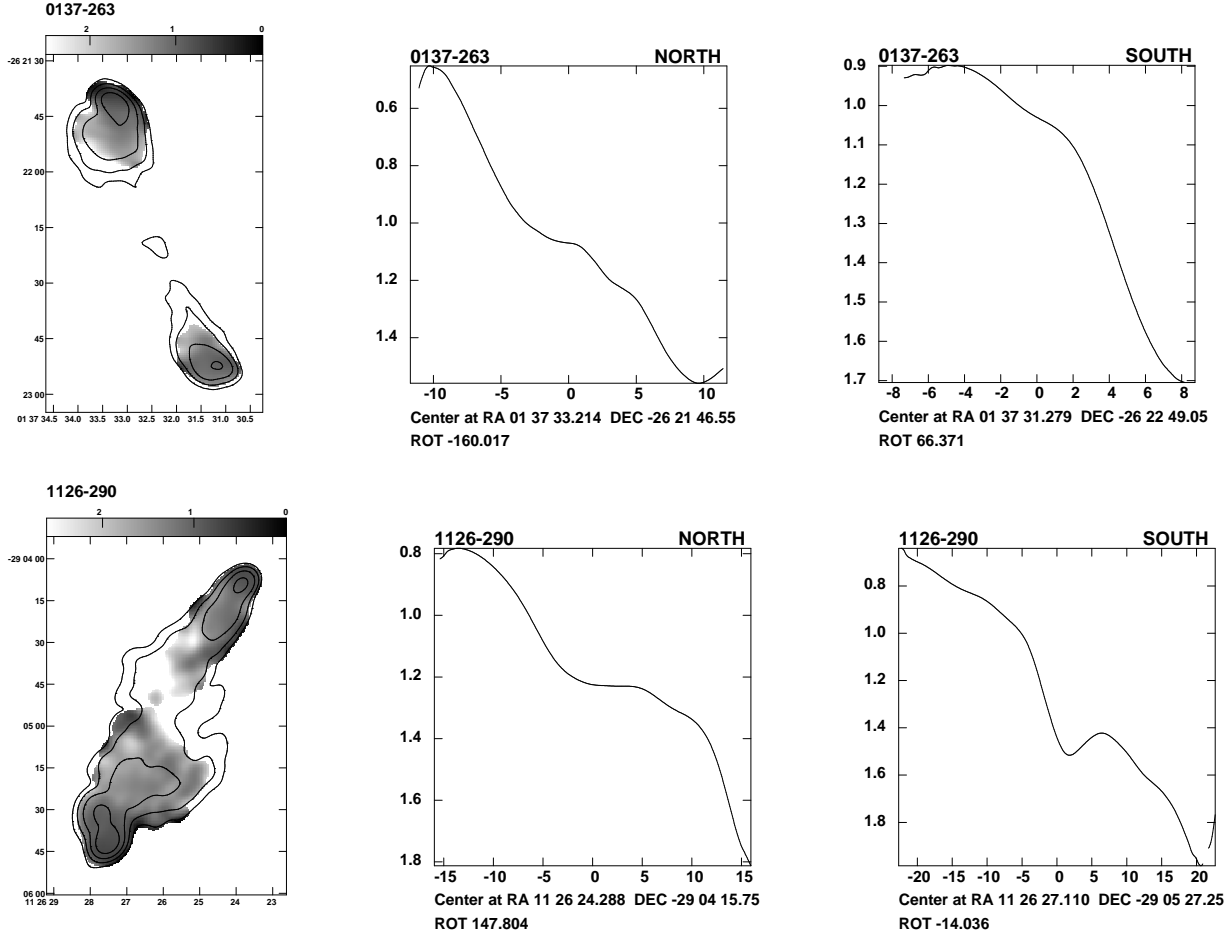 0137-263
2 1 0
-26 21 30
45
22 00
15
30
45
23 00
01 37 34.5 33.5 33.0 32.5 32.0 31.5 31.0 30.5
0137-263 NORTH
0.6
0.8
1.0
1.2
1.4
-10 -5 0 5 10
Center at RA 01 37 33.214 DEC -26 21 46.55
ROT -160.017
0137-263 SOUTH
0.9
1.0
1.1
1.2
1.3
1.4
1.5
1.6
1.7
-8 -6 -4 -2 0 2 4 6 8
Center at RA 01 37 31.279 DEC -26 22 49.05
ROT 66.371
1126-290
2 1 0
-29 04 00
15
30
45
05 00
15
30
45
06 00
11 26 29 28 27 26 25 24 23
1126-290 NORTH
0.8
1.0
1.2
1.4
1.6
1.8
-15 -10 -5 0 5 10 15
Center at RA 11 26 24.288 DEC -29 04 15.75
ROT 147.804
1126-290 SOUTH
0.8
1.0
1.2
1.4
1.6
1.8
-20 -15 -10 -5 0 5 10 15 20
Center at RA 11 26 27.110 DEC -29 05 27.25
ROT -14.036